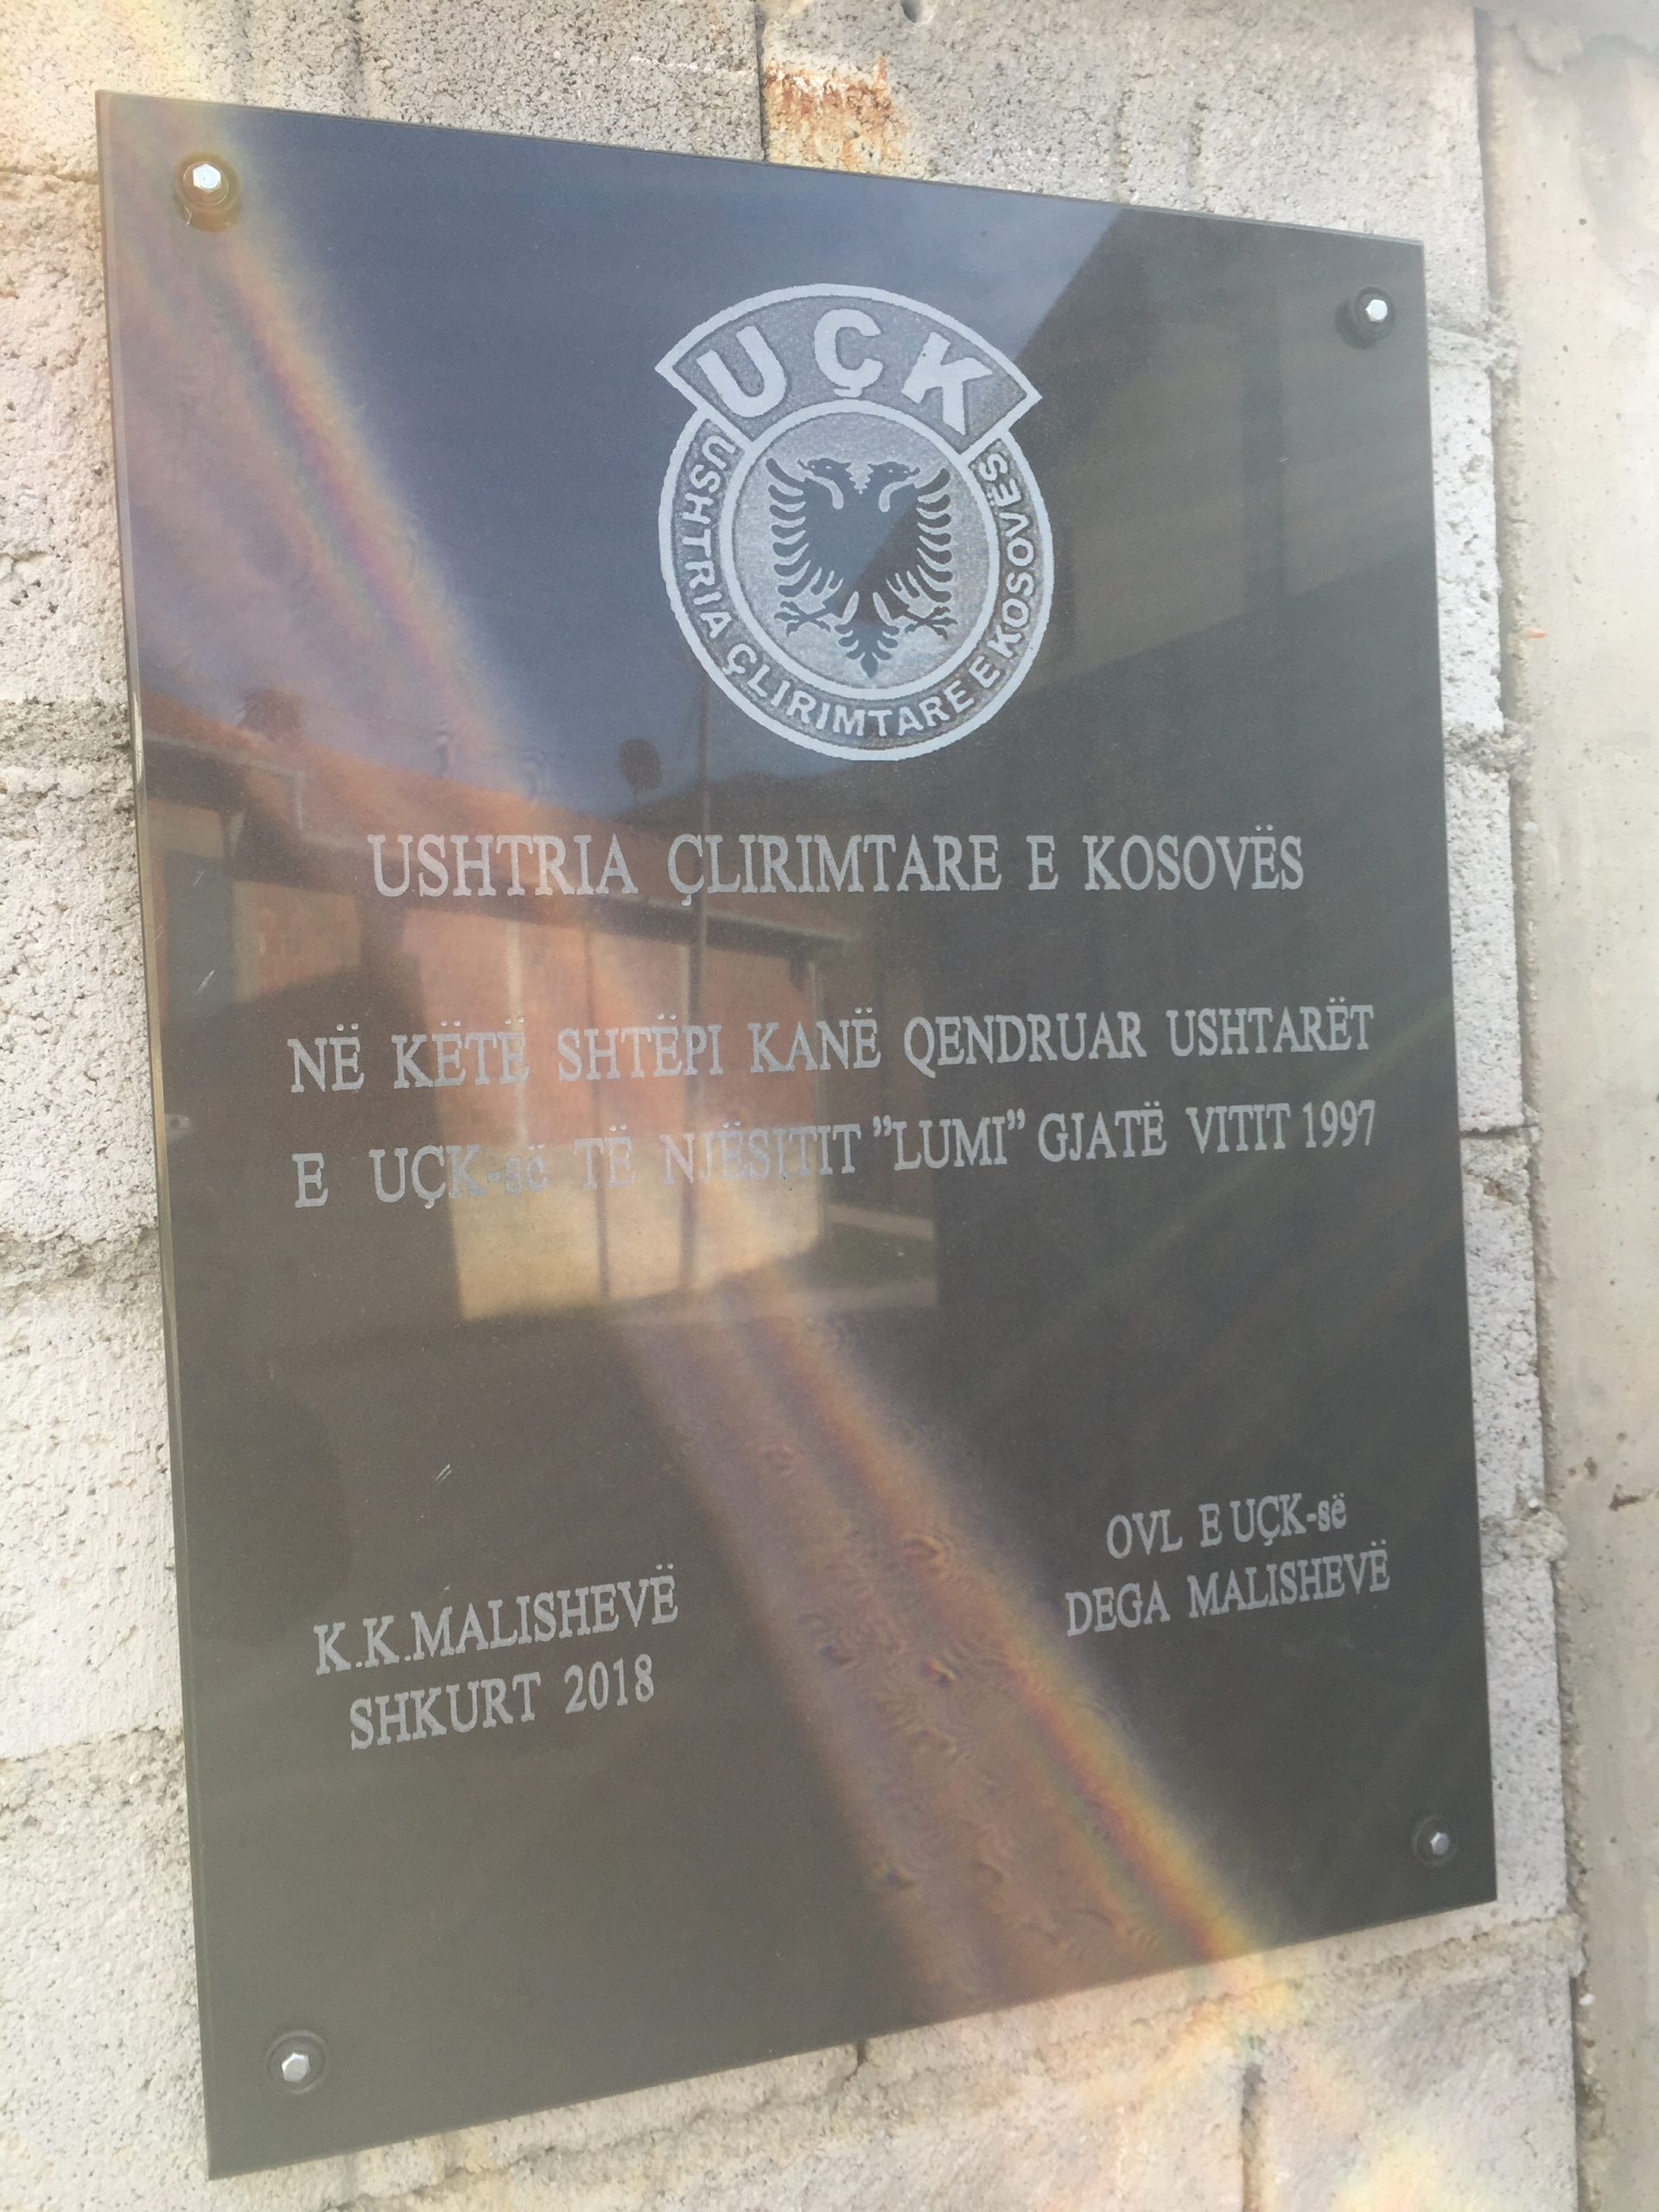 UÇK
USHTRIA ÇLIRIMTARE E KOSOVËS
USHTRIA ÇLIRIMTARE E KOSOVËS
NË KËTË SHTËPI KANË QENDRUAR USHTARËT
E UÇK-së TË NJËSITIT "LUMI" GJATË VITIT 1997
K.K.MALISHEVË
SHKURT 2018
OVL E UÇK-së
DEGA MALISHEVË